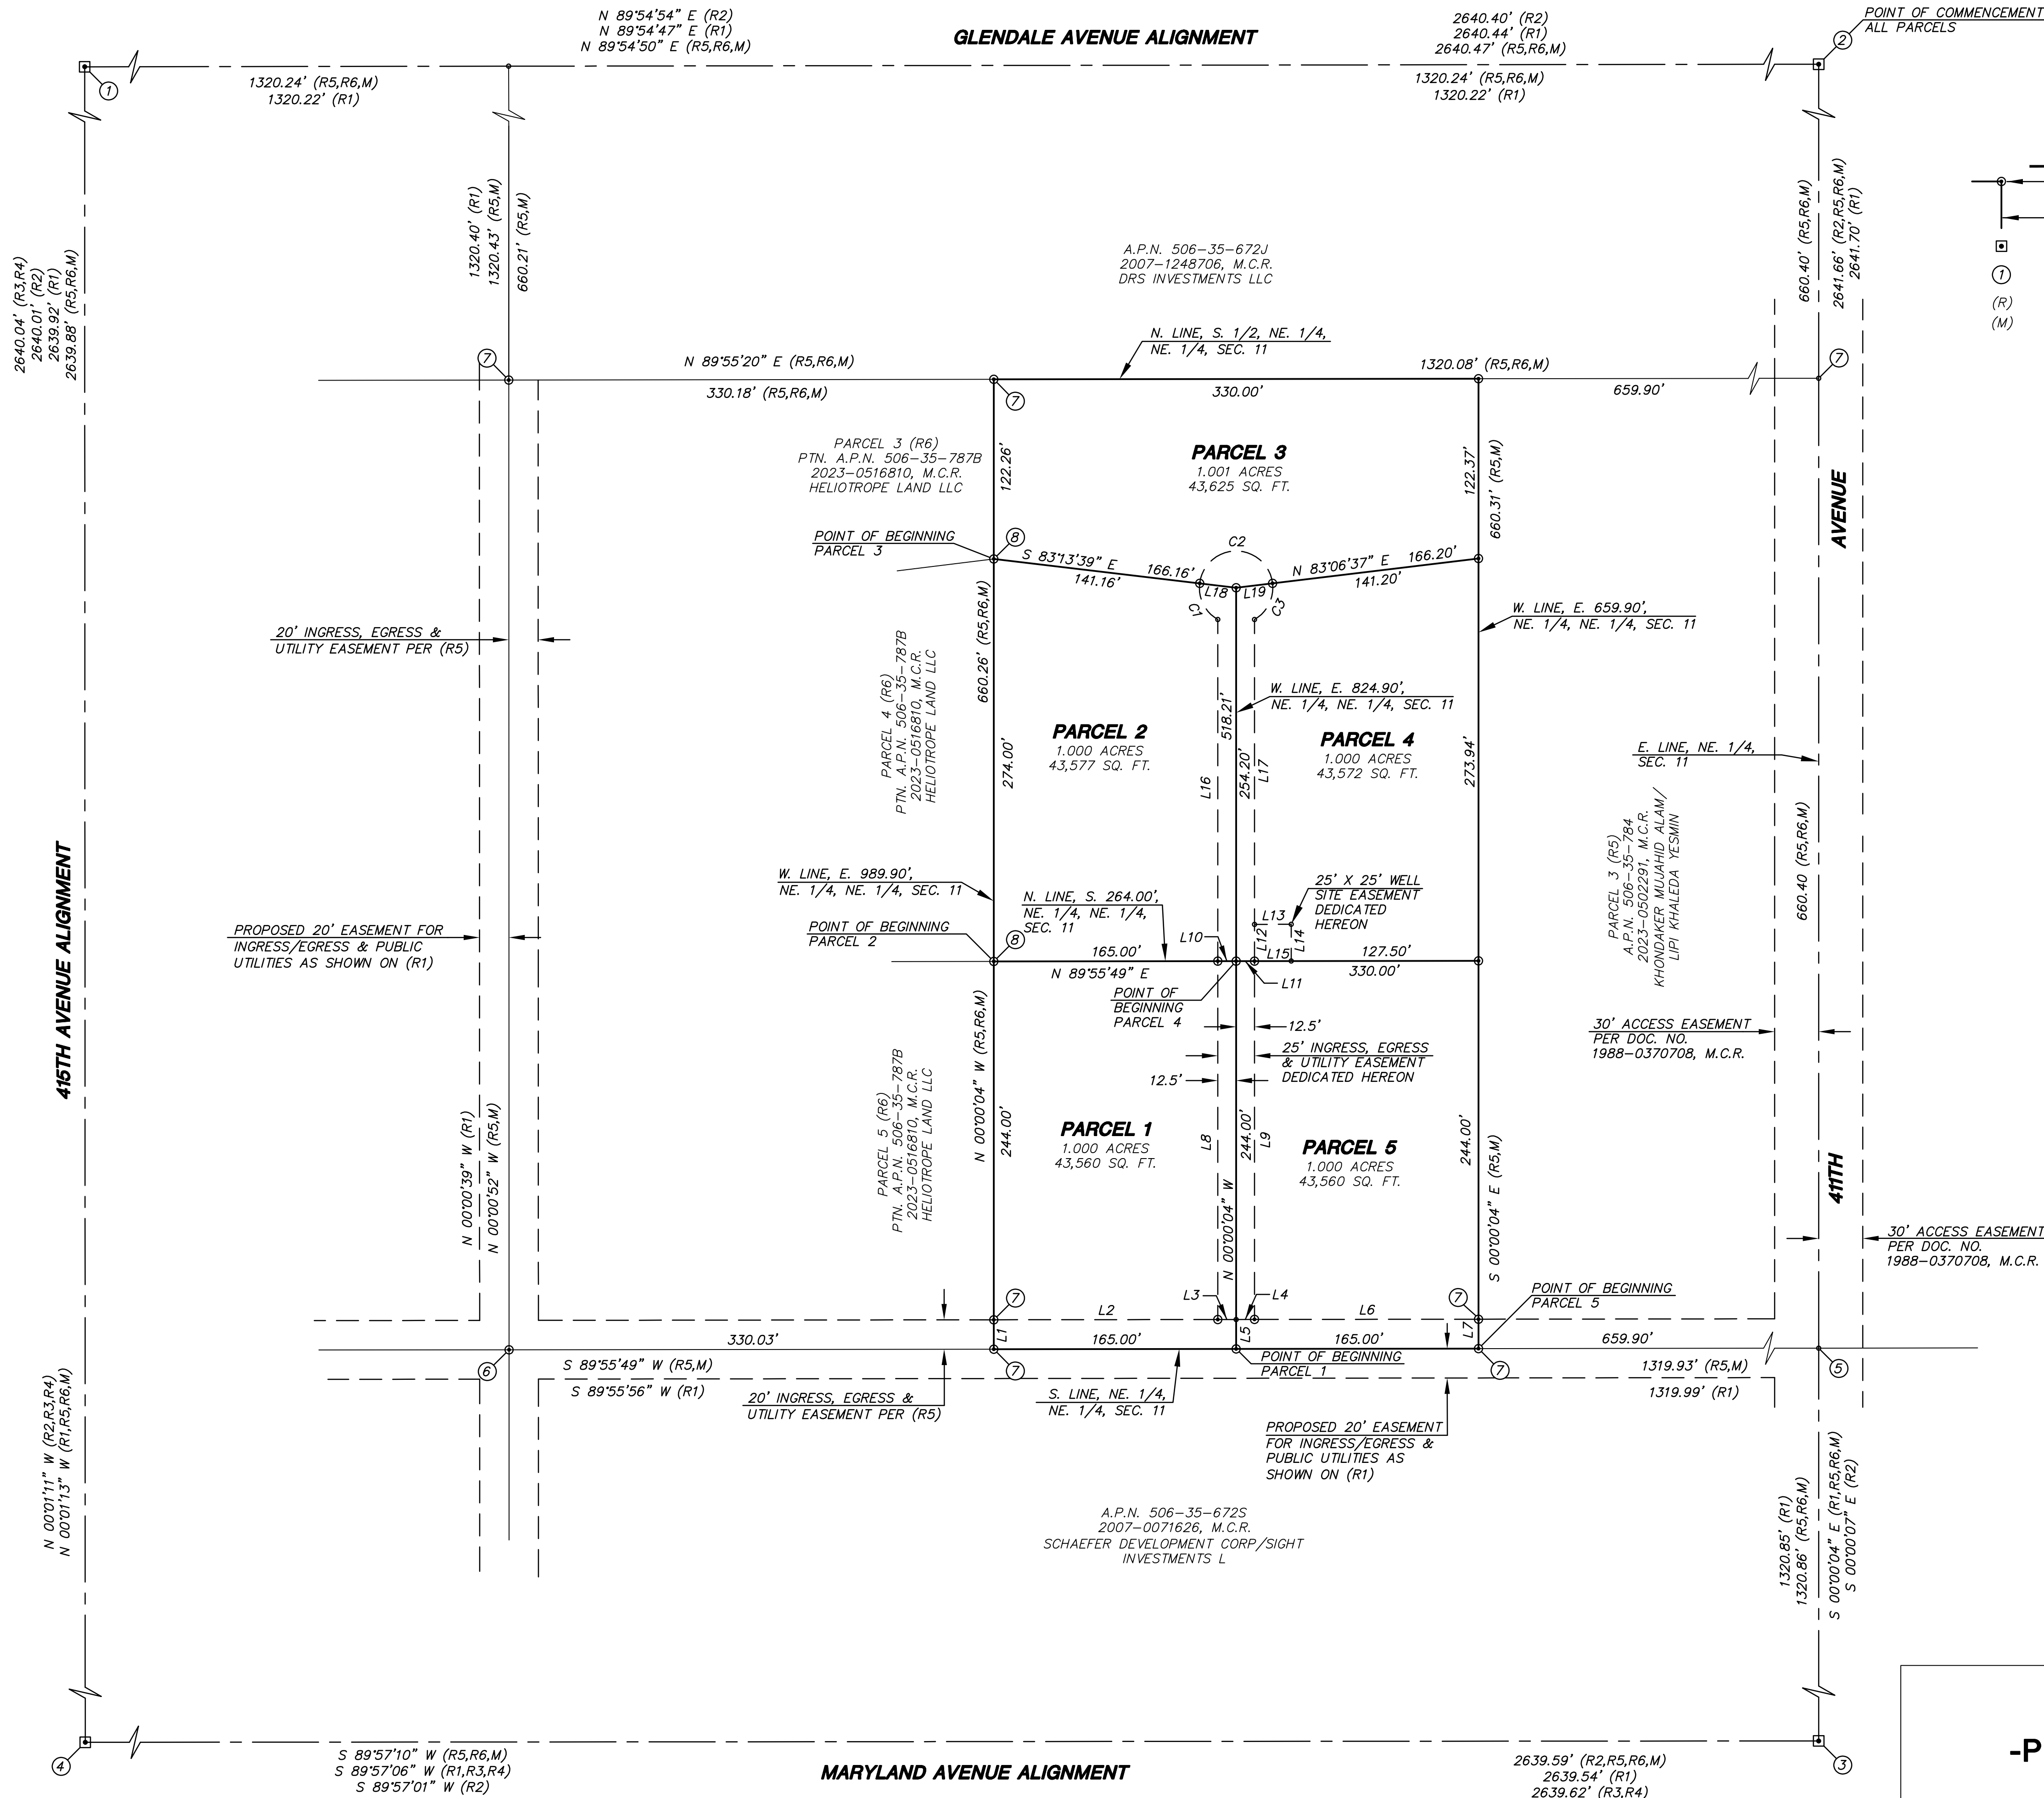 N 89°54'54" E (R2)
N 89°54'47" E (R1)
N 89°54'50" E (R5,R6,M)
GLENDALE AVENUE ALIGNMENT
2640.40' (R2)
2640.44' (R1)
2640.47' (R5,R6,M)
POINT OF COMMENCEMENT
ALL PARCELS
1
2
1320.24' (R5,R6,M)
1320.22' (R1)
1320.24' (R5,R6,M)
1320.22' (R1)
2640.04' (R3,R4)
2640.01' (R2)
2639.92' (R1)
2639.88' (R5,R6,M)
1320.40' (R1)
1320.43' (R5,M)
660.21' (R5,M)
660.40' (R5,R6,M)
2641.66' (R2,R5,R6,M)
2641.70' (R1)
1
(R)
(M)
A.P.N. 506-35-672J
2007-1248706, M.C.R.
DRS INVESTMENTS LLC
N. LINE, S. 1/2, NE. 1/4,
NE. 1/4, SEC. 11
7
N 89°55'20" E (R5,R6,M)
330.18' (R5,R6,M)
7
330.00'
1320.08' (R5,R6,M)
659.90'
7
PARCEL 3 (R6)
PTN. A.P.N. 506-35-787B
2023-0516810, M.C.R.
HELIOTROPE LAND LLC
122.26'
PARCEL 3
1.001 ACRES
43,625 SQ. FT.
122.37'
660.31' (R5,M)
AVENUE
POINT OF BEGINNING
PARCEL 3
8
S 83°13'39" E
166.16'
141.16'
C2
N 83°06'37" E
166.20'
141.20'
L18
L19
C1
C3
20' INGRESS, EGRESS &
UTILITY EASEMENT PER (R5)
660.26' (R5,R6,M)
W. LINE, E. 659.90',
NE. 1/4, NE. 1/4, SEC. 11
PARCEL 4 (R6)
PTN. A.P.N. 506-35-787B
2023-0516810, M.C.R.
HELIOTROPE LAND LLC
274.00'
PARCEL 2
1.000 ACRES
43,577 SQ. FT.
L16
518.21'
254.20'
L17
W. LINE, E. 824.90',
NE. 1/4, NE. 1/4, SEC. 11
PARCEL 4
1.000 ACRES
43,572 SQ. FT.
273.94'
E. LINE, NE. 1/4,
SEC. 11
PARCEL 3 (R5)
A.P.N. 506-35-784
2023-0502291, M.C.R.
KHONDAKER MUJAHID ALAM/
LIPI KHALEDA YESMIN
660.40 (R5,R6,M)
415TH AVENUE ALIGNMENT
W. LINE, E. 989.90',
NE. 1/4, NE. 1/4, SEC. 11
N. LINE, S. 264.00',
NE. 1/4, NE. 1/4,
SEC. 11
25' X 25' WELL
SITE EASEMENT
DEDICATED
HEREON
PROPOSED 20' EASEMENT FOR
INGRESS/EGRESS & PUBLIC
UTILITIES AS SHOWN ON (R1)
POINT OF BEGINNING
PARCEL 2
8
L10
L12
L13
L14
L15
165.00'
N 89°55'49" E
127.50'
330.00'
L11
POINT OF
BEGINNING
PARCEL 4
12.5'
25' INGRESS, EGRESS
& UTILITY EASEMENT
DEDICATED HEREON
12.5'
30' ACCESS EASEMENT
PER DOC. NO.
1988-0370708, M.C.R.
N 00°00'04" W (R5,R6,M)
244.00'
PARCEL 5 (R6)
PTN. A.P.N. 506-35-787B
2023-0516810, M.C.R.
HELIOTROPE LAND LLC
PARCEL 1
1.000 ACRES
43,560 SQ. FT.
L8
244.00'
L9
N 00°00'04" W
PARCEL 5
1.000 ACRES
43,560 SQ. FT.
244.00'
S 00°00'04" E (R5,M)
411TH
N 00°00'39" W (R1)
N 00°00'52" W (R5,M)
30' ACCESS EASEMENT
PER DOC. NO.
1988-0370708, M.C.R.
POINT OF BEGINNING
PARCEL 5
7
L2
L3
L4
L6
7
L1
L5
L7
330.03'
165.00'
165.00'
659.90'
6
S 89°55'49" W (R5,M)
S 89°55'56" W (R1)
7
POINT OF BEGINNING
PARCEL 1
7
1319.93' (R5,M)
1319.99' (R1)
5
20' INGRESS, EGRESS &
UTILITY EASEMENT PER (R5)
S. LINE, NE. 1/4,
NE. 1/4, SEC. 11
PROPOSED 20' EASEMENT
FOR INGRESS/EGRESS &
PUBLIC UTILITIES AS
SHOWN ON (R1)
N 00°01'11" W (R2,R3,R4)
N 00°01'13" W (R1,R5,R6,M)
A.P.N. 506-35-672S
2007-0071626, M.C.R.
SCHAEFER DEVELOPMENT CORP/SIGHT
INVESTMENTS L
1320.85' (R1)
1320.86' (R5,R6,M)
S 00°00'04" E (R1,R5,R6,M)
S 00°00'07" E (R2)
4
S 89°57'10" W (R5,R6,M)
S 89°57'06" W (R1,R3,R4)
S 89°57'01" W (R2)
MARYLAND AVENUE ALIGNMENT
2639.59' (R2,R5,R6,M)
2639.54' (R1)
2639.62' (R3,R4)
3
-P